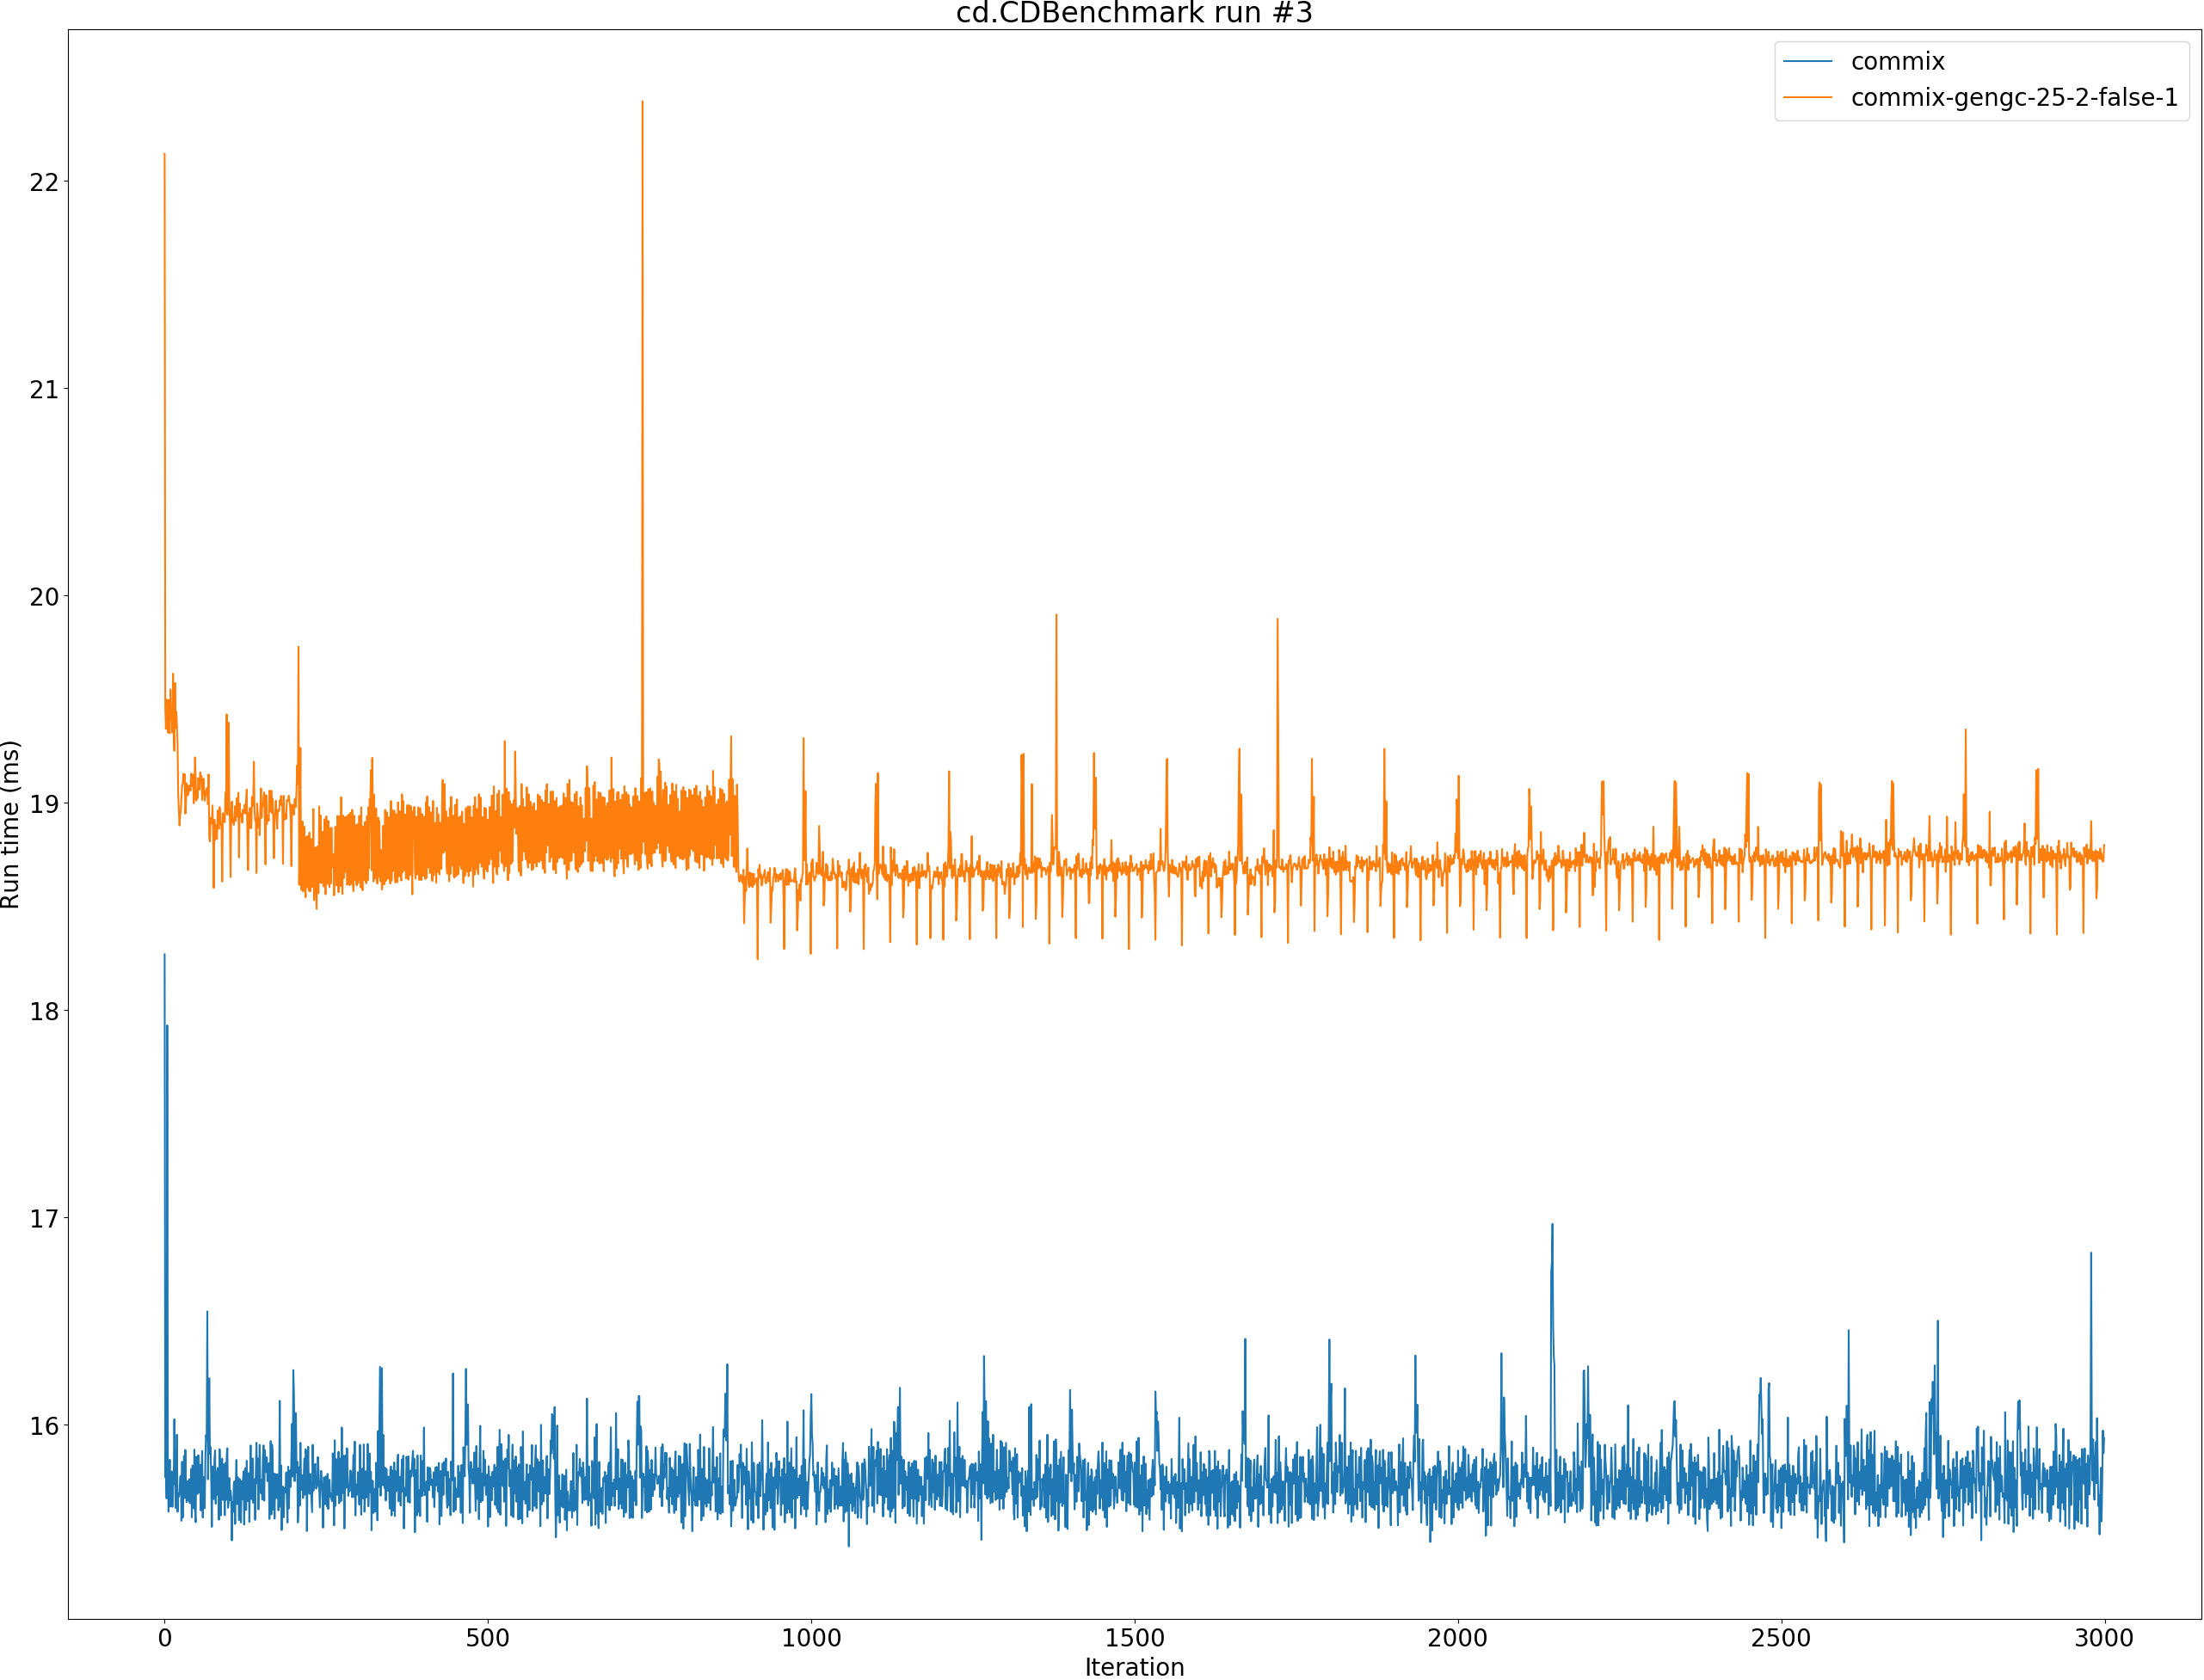 cd.CDBenchmark run #3
commix
commix-gengc-25-2-false-1
Run time (ms)
22
21
20
19
18
17
16
0 500 1000 1500 2000 2500 3000
Iteration